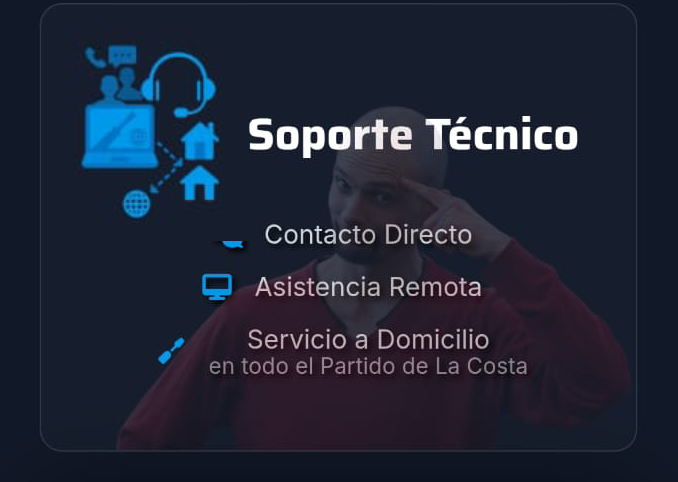 Soporte Técnico
Contacto Directo
Asistencia Remota
Servicio a Domicilio
en todo el Partido de La Costa